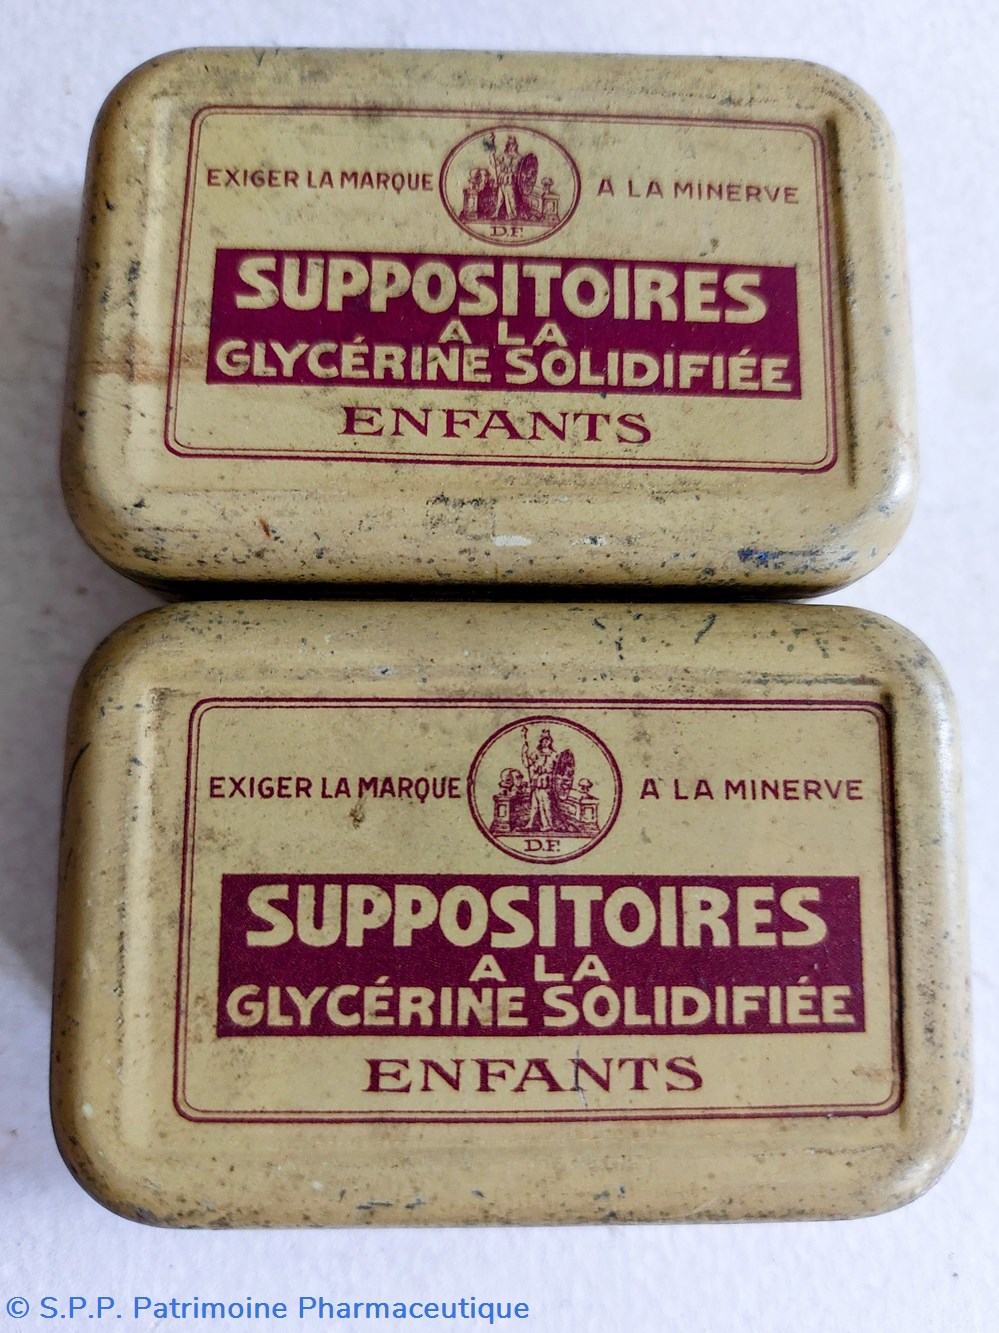 EXIGER LA MARQUE A LA MINERVE
D.F.
SUPPOSITOIRES
A LA
GLYCÉRINE SOLIDIFIÉE
ENFANTS
EXIGER LA MARQUE A LA MINERVE
D.F.
SUPPOSITOIRES
A LA
GLYCÉRINE SOLIDIFIÉE
ENFANTS
© S.P.P. Patrimoine Pharmaceutique